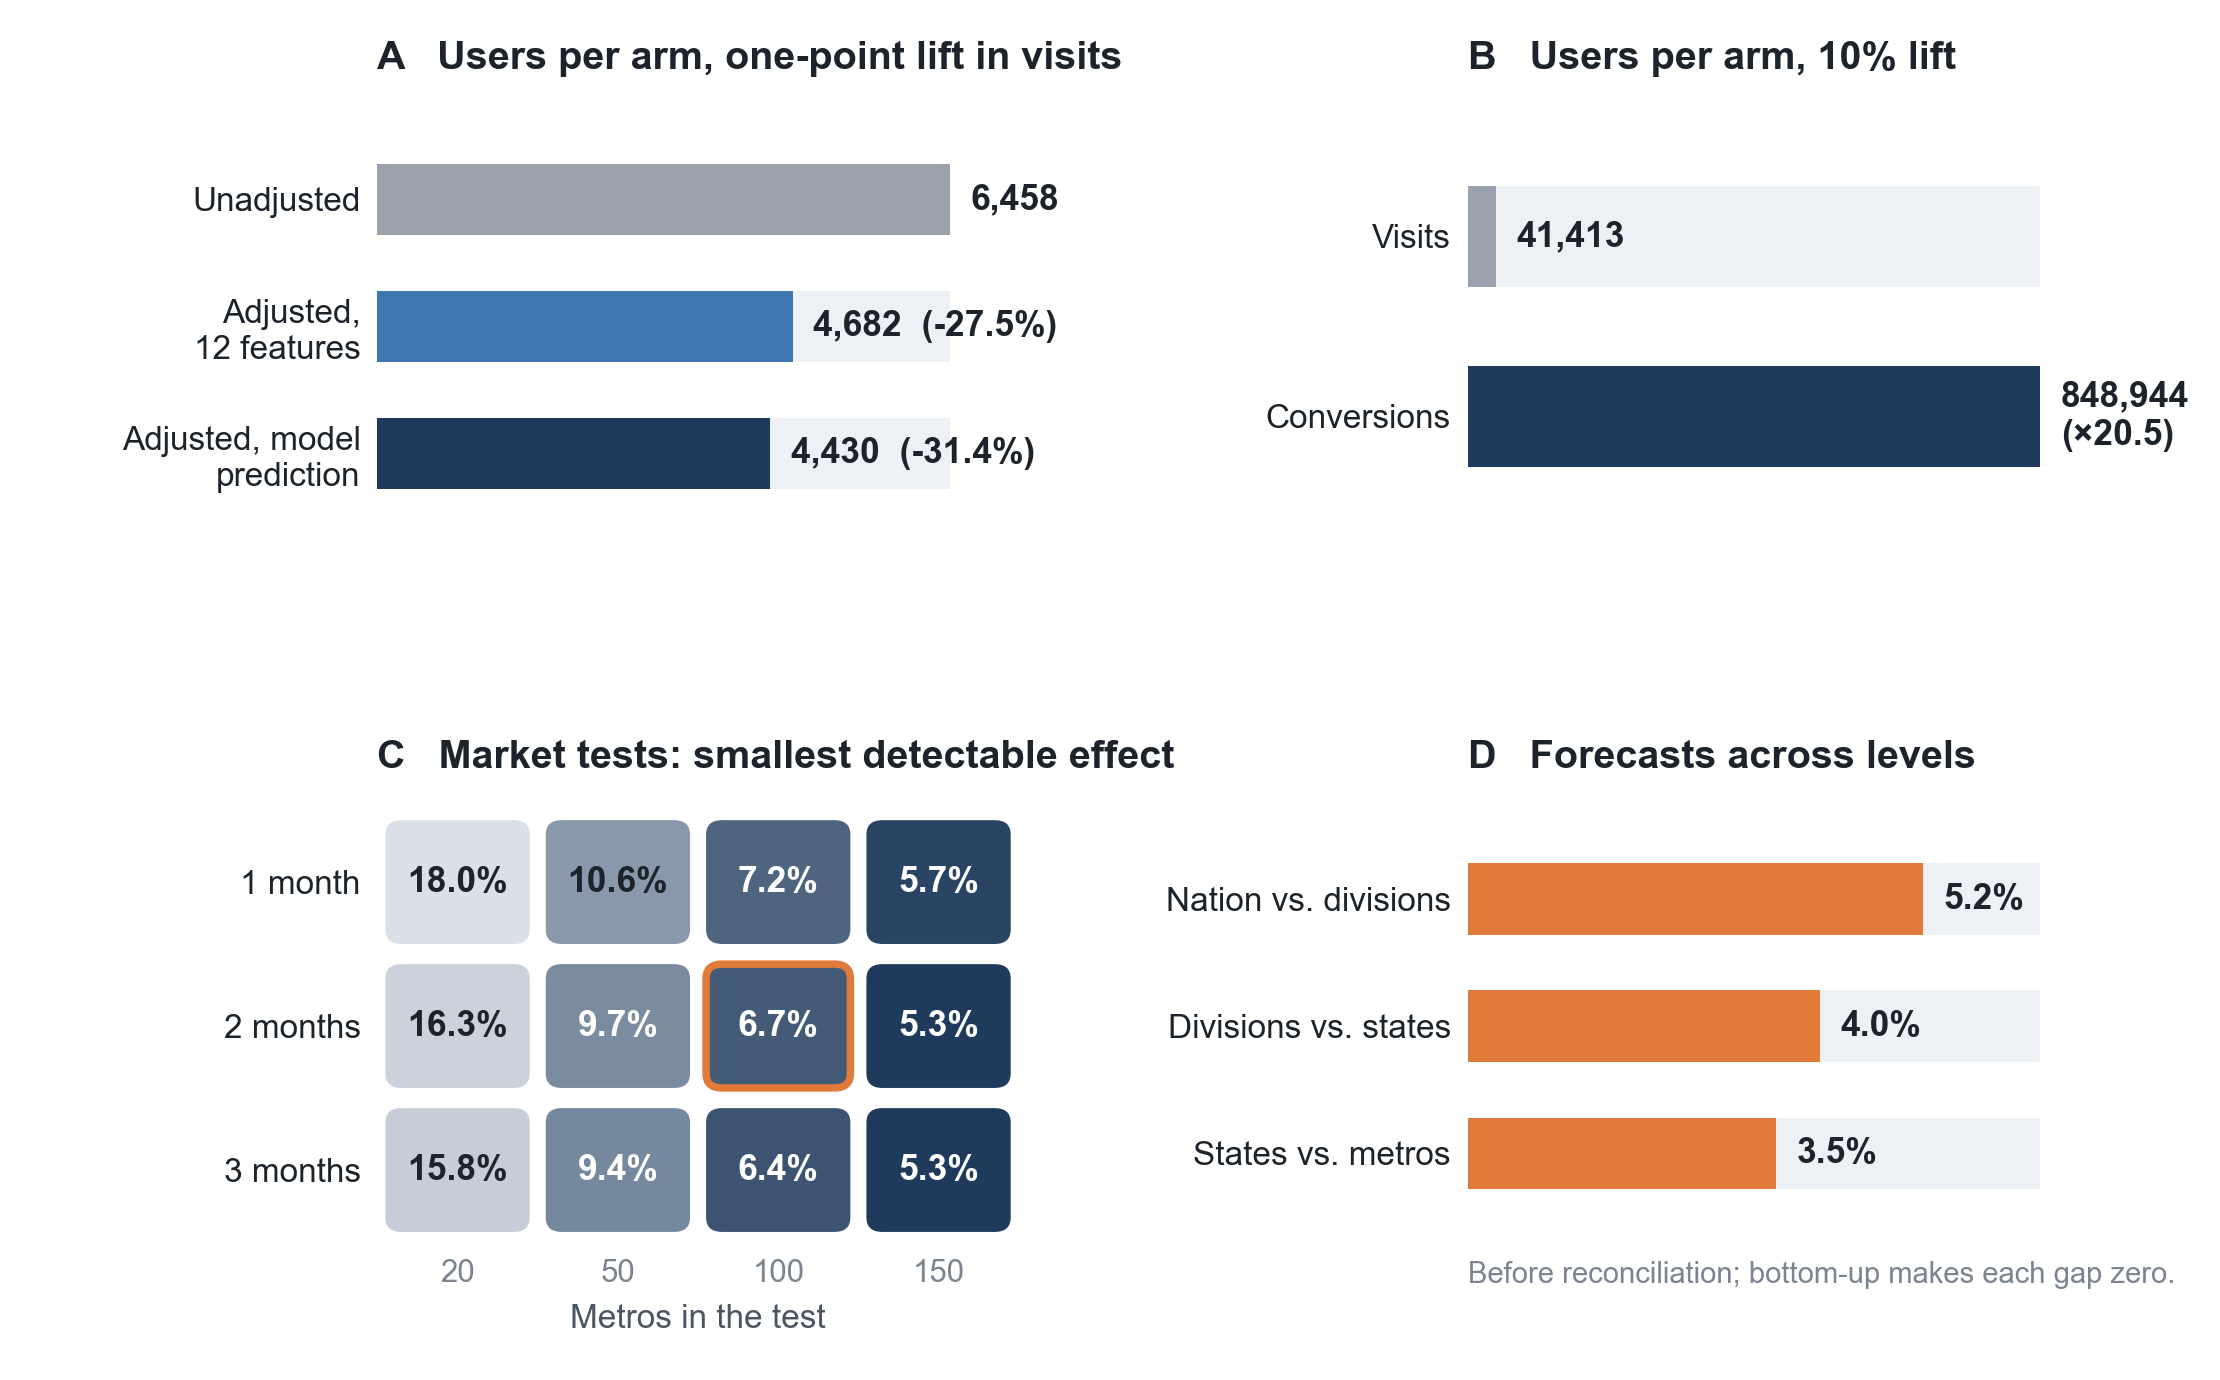 A Users per arm, one-point lift in visits
Unadjusted
6,458
Adjusted,
12 features
4,682 (-27.5%)
Adjusted, model
prediction
4,430 (-31.4%)
B Users per arm, 10% lift
Visits
41,413
Conversions
848,944
(×20.5)
C Market tests: smallest detectable effect
1 month 18.0% 10.6% 7.2% 5.7%
2 months 16.3% 9.7% 6.7% 5.3%
3 months 15.8% 9.4% 6.4% 5.3%
20 50 100 150
Metros in the test
D Forecasts across levels
Nation vs. divisions 5.2%
Divisions vs. states 4.0%
States vs. metros 3.5%
Before reconciliation; bottom-up makes each gap zero.